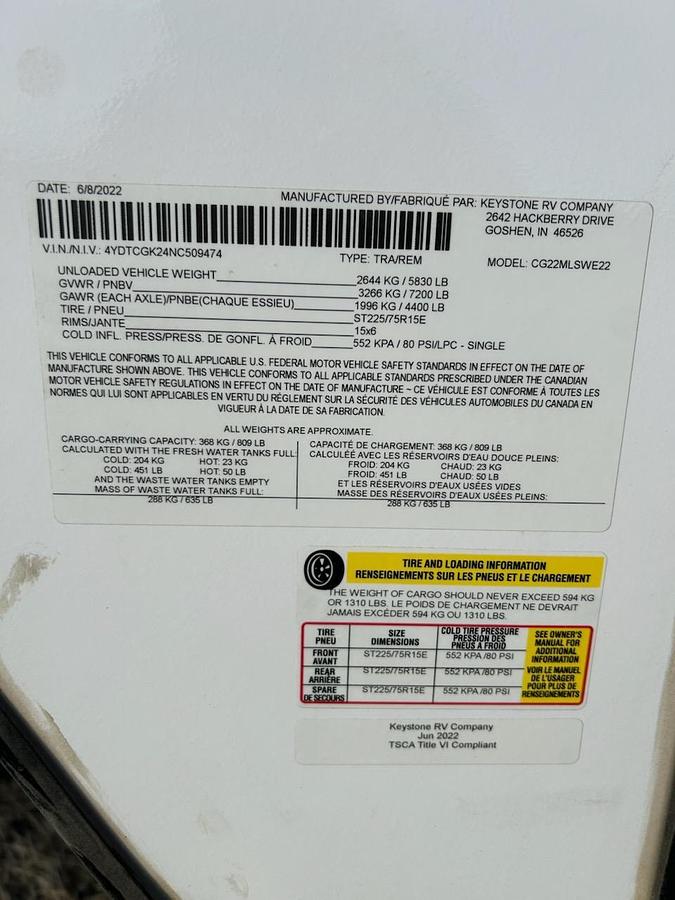 DATE: 6/8/2022
MANUFACTURED BY/FABRIQUÉ PAR: KEYSTONE RV COMPANY
2642 HACKBERRY DRIVE
GOSHEN, IN 46526
V.I.N./N.I.V.: 4YDTCGK24NC509474
TYPE: TRA/REM
MODEL: CG22MLSWE22
UNLOADED VEHICLE WEIGHT 2644 KG / 5830 LB
GVWR / PNBV 3266 KG / 7200 LB
GAWR (EACH AXLE)/PNBE(CHAQUE ESSIEU) 1996 KG / 4400 LB
TIRE / PNEU ST225/75R15E
RIMS/JANTE 15x6
COLD INFL. PRESS/PRESS. DE GONFL. À FROID 552 KPA / 80 PSI/LPC - SINGLE
THIS VEHICLE CONFORMS TO ALL APPLICABLE U.S. FEDERAL MOTOR VEHICLE SAFETY STANDARDS IN EFFECT ON THE DATE OF
MANUFACTURE SHOWN ABOVE. THIS VEHICLE CONFORMS TO ALL APPLICABLE STANDARDS PRESCRIBED UNDER THE CANADIAN
MOTOR VEHICLE SAFETY REGULATIONS IN EFFECT ON THE DATE OF MANUFACTURE ~ CE VÉHICULE EST CONFORME À TOUTES LES
NORMES QUI LUI SONT APPLICABLES EN VERTU DU RÉGLEMENT SUR LA SÉCURITÉ DES VÉHICULES AUTOMOBILES DU CANADA EN
VIGUEUR À LA DATE DE SA FABRICATION.
ALL WEIGHTS ARE APPROXIMATE.
CARGO-CARRYING CAPACITY: 368 KG / 809 LB
CALCULATED WITH THE FRESH WATER TANKS FULL:
COLD: 204 KG HOT: 23 KG
COLD: 451 LB HOT: 50 LB
AND THE WASTE WATER TANKS EMPTY
MASS OF WASTE WATER TANKS FULL:
288 KG / 635 LB
CAPACITÉ DE CHARGEMENT: 368 KG / 809 LB
CALCULÉE AVEC LES RÉSERVOIRS D'EAU DOUCE PLEINS:
FROID: 204 KG CHAUD: 23 KG
FROID: 451 LB CHAUD: 50 LB
ET LES RÉSERVOIRS D'EAUX USÉES VIDES
MASSE DES RÉSERVOIRS D'EAUX USÉES PLEINS:
288 KG / 635 LB
TIRE AND LOADING INFORMATION
RENSEIGNEMENTS SUR LES PNEUS ET LE CHARGEMENT
THE WEIGHT OF CARGO SHOULD NEVER EXCEED 594 KG
OR 1310 LBS. LE POIDS DE CHARGEMENT NE DEVRAIT
JAMAIS EXCÉDER 594 KG OU 1310 LBS.
TIRE
PNEU
SIZE
DIMENSIONS
COLD TIRE PRESSURE
PRESSION DES
PNEUS A FROID
FRONT
AVANT
ST225/75R15E
552 KPA /80 PSI
REAR
ARRIÈRE
ST225/75R15E
552 KPA /80 PSI
SPARE
DE SECOURS
ST225/75R15E
552 KPA /80 PSI
SEE OWNER'S
MANUAL FOR
ADDITIONAL
INFORMATION
VOIR LE MANUEL
DE L'USAGER
POUR PLUS DE
RENSEIGNEMENTS
Keystone RV Company
Jun 2022
TSCA Title VI Compliant